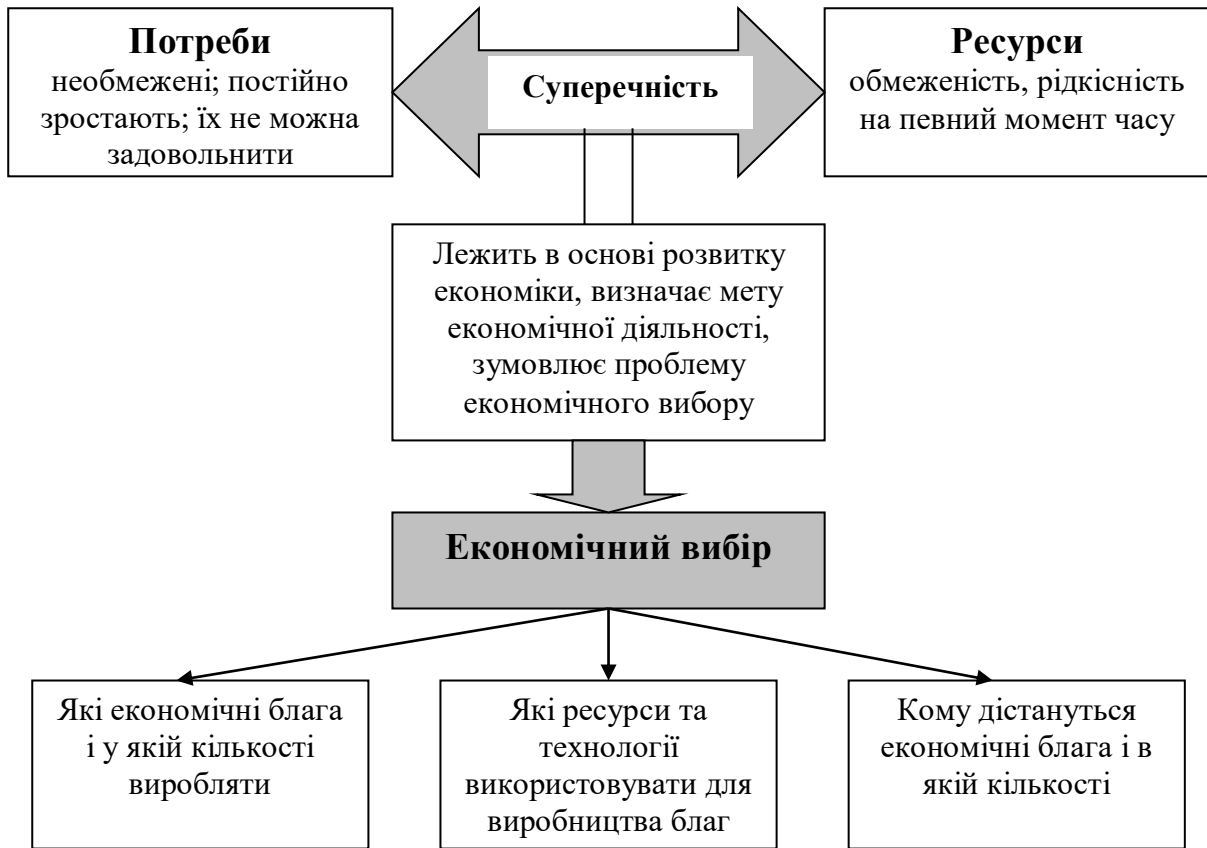 Потреби
необмежені; постійно
зростають; їх не можна
задовольнити
Суперечність
Ресурси
обмеженість, рідкісність
на певний момент часу
Лежить в основі розвитку
економіки, визначає мету
економічної діяльності,
зумовлює проблему
економічного вибору
Економічний вибір
Які економічні блага
і у якій кількості
виробляти
Які ресурси та
технології
використовувати для
виробництва благ
Кому дістануться
економічні блага і в
якій кількості